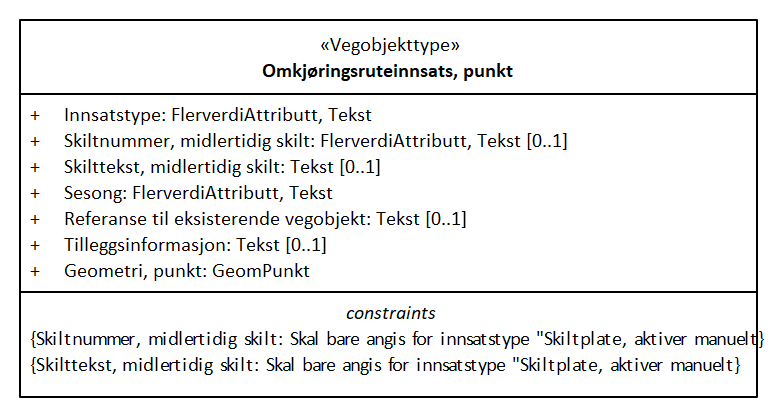 «Vegobjekttype»
Omkjøringsruteinnsats, punkt
+ Innsatstype: FlerverdiAttributt, Tekst
+ Skiltnummer, midlertidig skilt: FlerverdiAttributt, Tekst [0..1]
+ Skilttekst, midlertidig skilt: Tekst [0..1]
+ Sesong: FlerverdiAttributt, Tekst
+ Referanse til eksisterende vegobjekt: Tekst [0..1]
+ Tilleggsinformasjon: Tekst [0..1]
+ Geometri, punkt: GeomPunkt
constraints
{Skiltnummer, midlertidig skilt: Skal bare angis for innsatstype "Skiltplate, aktiver manuelt}
{Skilttekst, midlertidig skilt: Skal bare angis for innsatstype "Skiltplate, aktiver manuelt}